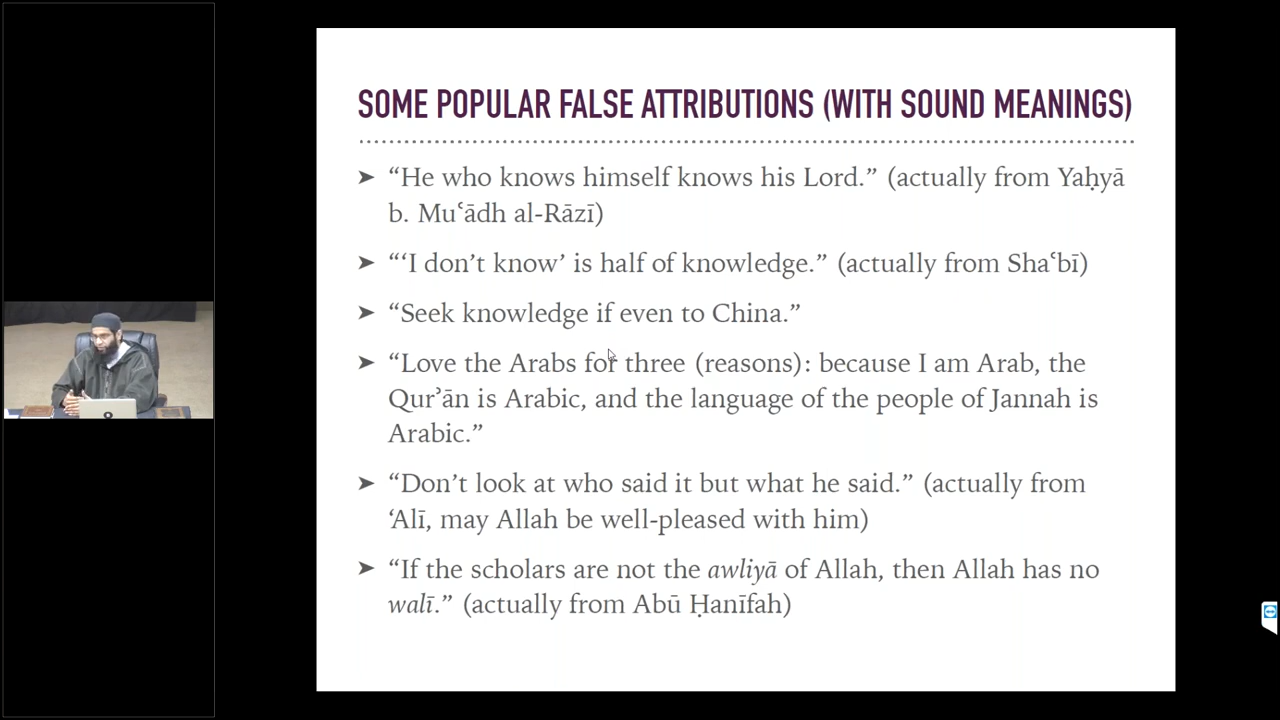 SOME POPULAR FALSE ATTRIBUTIONS (WITH SOUND MEANINGS)
➤ “He who knows himself knows his Lord.” (actually from Yaḥyā
b. Muʿādh al-Rāzī)
➤ “‘I don’t know’ is half of knowledge.” (actually from Shaʿbī)
➤ “Seek knowledge if even to China.”
➤ “Love the Arabs for three (reasons): because I am Arab, the
Qurʾān is Arabic, and the language of the people of Jannah is
Arabic.”
➤ “Don’t look at who said it but what he said.” (actually from
‘Alī, may Allah be well-pleased with him)
➤ “If the scholars are not the awliyā of Allah, then Allah has no
walī.” (actually from Abū Ḥanīfah)